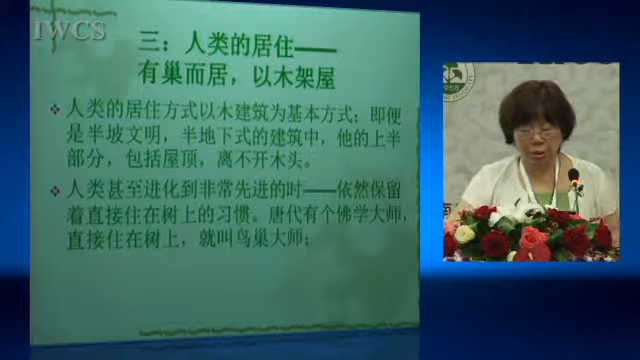 IWCS
三：人类的居住——
有巢而居，以木架屋
人类的居住方式以木建筑为基本方式；即便
是半坡文明，半地下式的建筑中，他的上半
部分，包括屋顶，离不开木头。
人类甚至进化到非常先进的时——依然保留
着直接住在树上的习惯。唐代有个佛学大师，
直接住在树上，就叫鸟巢大师；
1958
南